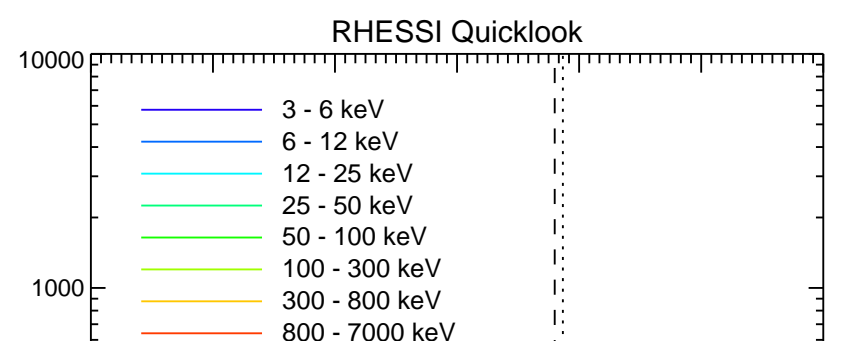 RHESSI Quicklook
10000
3 - 6 keV
6 - 12 keV
12 - 25 keV
25 - 50 keV
50 - 100 keV
100 - 300 keV
1000
300 - 800 keV
800 - 7000 keV